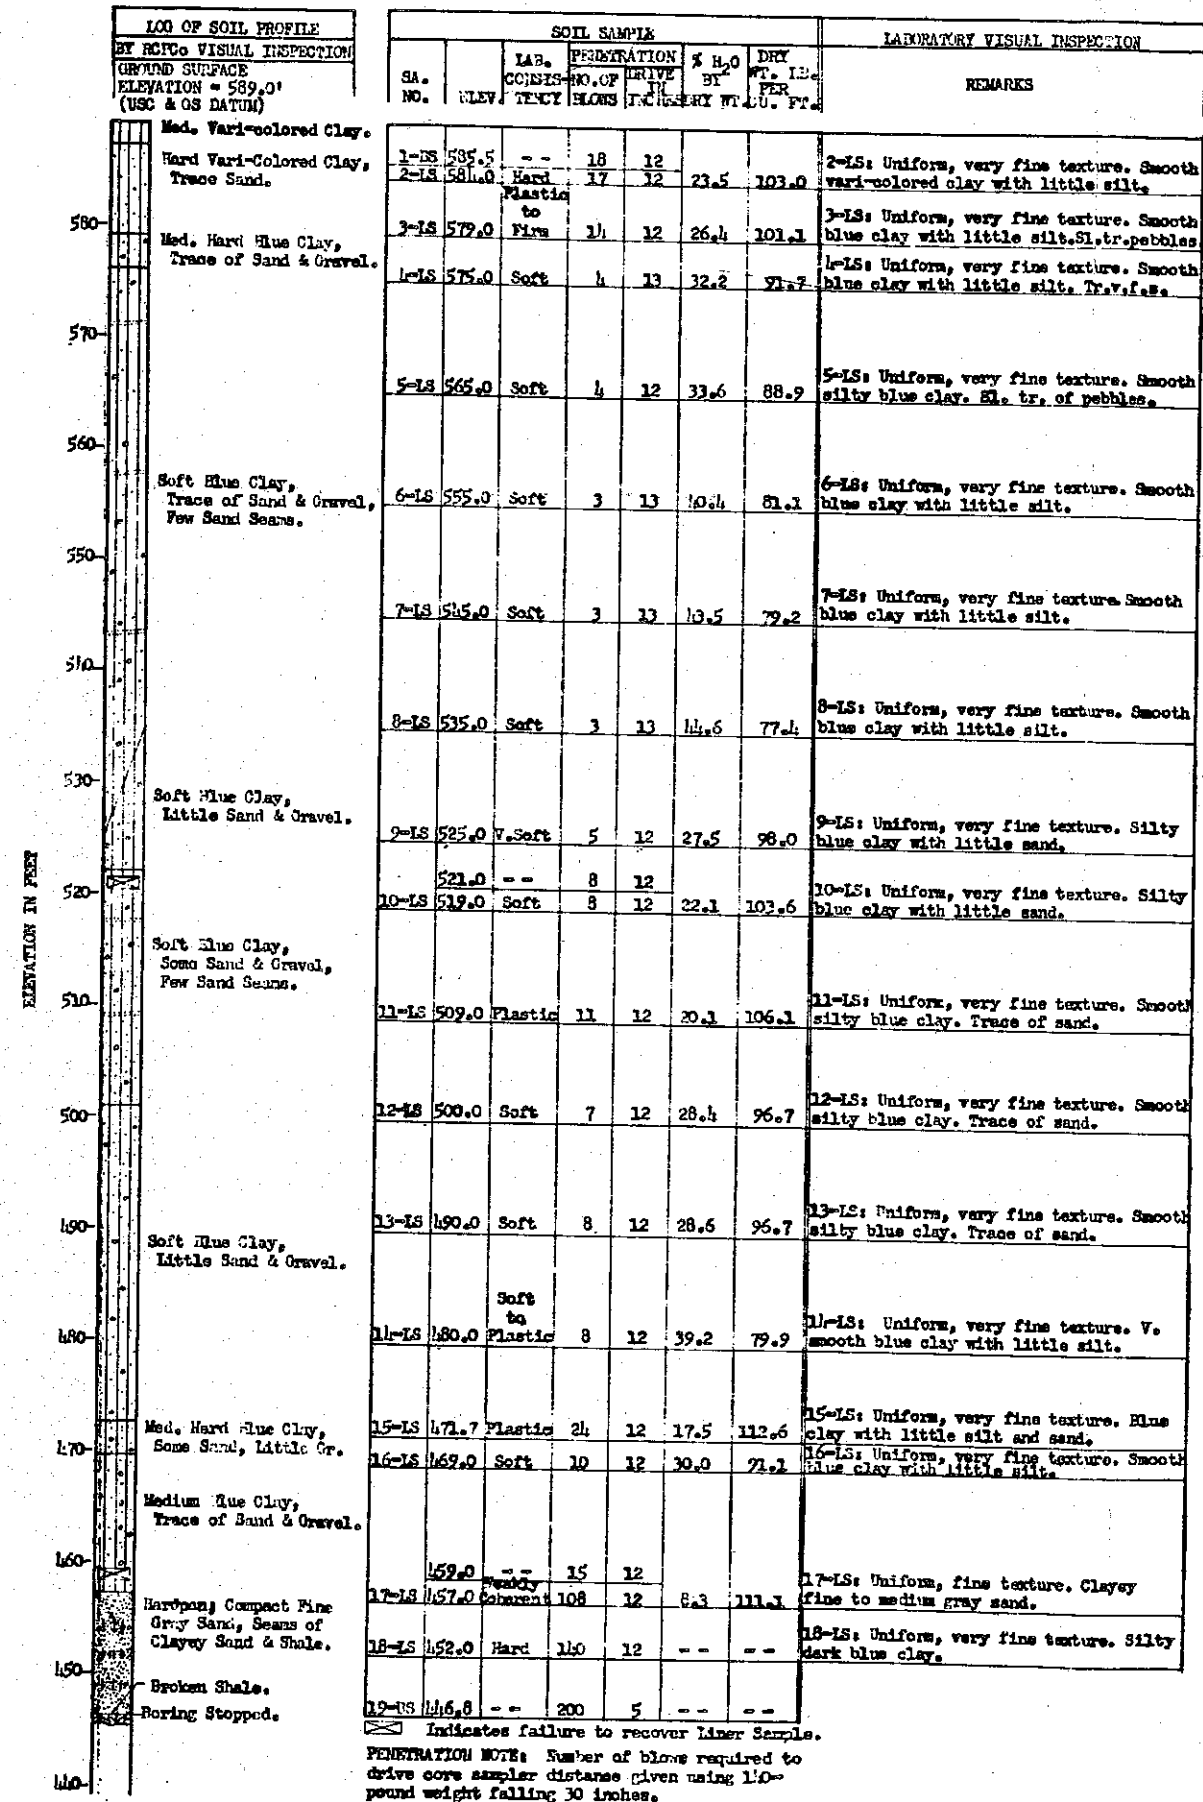 LOG OF SOIL PROFILE
BY RCPCo VISUAL INSPECTION
GROUND SURFACE
ELEVATION = 589.0'
(USC & GS DATUM)
SOIL SAMPLE
SA. NO.
ELEV.
LAB. CONSIS-TENCY
PENETRATION
NO. OF BLOWS
DRIVE IN INCHES
% H2O BY DRY WT.
DRY WT. LB. PER CU. FT.
LABORATORY VISUAL INSPECTION
REMARKS
Med. Vari-colored Clay.
Hard Vari-Colored Clay,
Trace Sand.
1-DS 585.5 -- 18 12
2-LS 584.0 Hard 17 12 23.5 103.0
2-LS: Uniform, very fine texture. Smooth
vari-colored clay with little silt.
580
Med. Hard Blue Clay,
Trace of Sand & Gravel.
Plastic
to
3-LS 579.0 Firm 14 12 26.4 101.1
3-LS: Uniform, very fine texture. Smooth
blue clay with little silt.Sl.tr.pebbles
4-LS 575.0 Soft 4 13 32.2 91.7
4-LS: Uniform, very fine texture. Smooth
blue clay with little silt. Tr.v.f.s.
570
5-LS 565.0 Soft 4 12 33.6 88.9
5-LS: Uniform, very fine texture. Smooth
silty blue clay. Sl. tr. of pebbles.
560
Soft Blue Clay,
Trace of Sand & Gravel,
Few Sand Seams.
6-LS 555.0 Soft 3 13 40.4 81.1
6-LS: Uniform, very fine texture. Smooth
blue clay with little silt.
550
7-LS 545.0 Soft 3 13 43.5 79.2
7-LS: Uniform, very fine texture.Smooth
blue clay with little silt.
540
8-LS 535.0 Soft 3 13 44.6 77.4
8-LS: Uniform, very fine texture. Smooth
blue clay with little silt.
530
Soft Blue Clay,
Little Sand & Gravel.
9-LS 525.0 V.Soft 5 12 27.5 98.0
9-LS: Uniform, very fine texture. Silty
blue clay with little sand.
ELEVATION IN FEET
520
521.0 -- 8 12
10-LS 519.0 Soft 8 12 22.1 103.6
10-LS: Uniform, very fine texture. Silty
blue clay with little sand.
Soft Blue Clay,
Some Sand & Gravel,
Few Sand Seams.
510
11-LS 509.0 Plastic 11 12 20.1 106.1
11-LS: Uniform, very fine texture. Smooth
silty blue clay. Trace of sand.
500
12-LS 500.0 Soft 7 12 28.4 96.7
12-LS: Uniform, very fine texture. Smooth
silty blue clay. Trace of sand.
490
13-LS 490.0 Soft 8 12 28.6 96.7
13-LS: Uniform, very fine texture. Smooth
silty blue clay. Trace of sand.
Soft Blue Clay,
Little Sand & Gravel.
480
Soft
to
14-LS 480.0 Plastic 8 12 39.2 79.9
14-LS: Uniform, very fine texture. V.
smooth blue clay with little silt.
Med. Hard Blue Clay,
Some Sand, Little Gr.
470
15-LS 471.7 Plastic 24 12 17.5 112.6
15-LS: Uniform, very fine texture. Blue
clay with little silt and sand.
16-LS 469.0 Soft 10 12 30.0 91.1
16-LS: Uniform, very fine texture. Smooth
blue clay with little silt.
Medium Blue Clay,
Trace of Sand & Gravel.
460
459.0 -- 15 12
Weakly
17-LS 457.0 Coherent 108 12 8.3 111.1
17-LS: Uniform, fine texture. Clayey
fine to medium gray sand.
Hardpan; Compact Fine
Gray Sand, Seams of
Clayey Sand & Shale.
18-LS 452.0 Hard 140 12 -- --
18-LS: Uniform, very fine texture. Silty
dark blue clay.
450
Broken Shale.
Boring Stopped.
19-DS 446.8 -- 200 5 -- --
Indicates failure to recover Liner Sample.
PENETRATION NOTE: Number of blows required to
drive core sampler distance given using 140-
pound weight falling 30 inches.
440